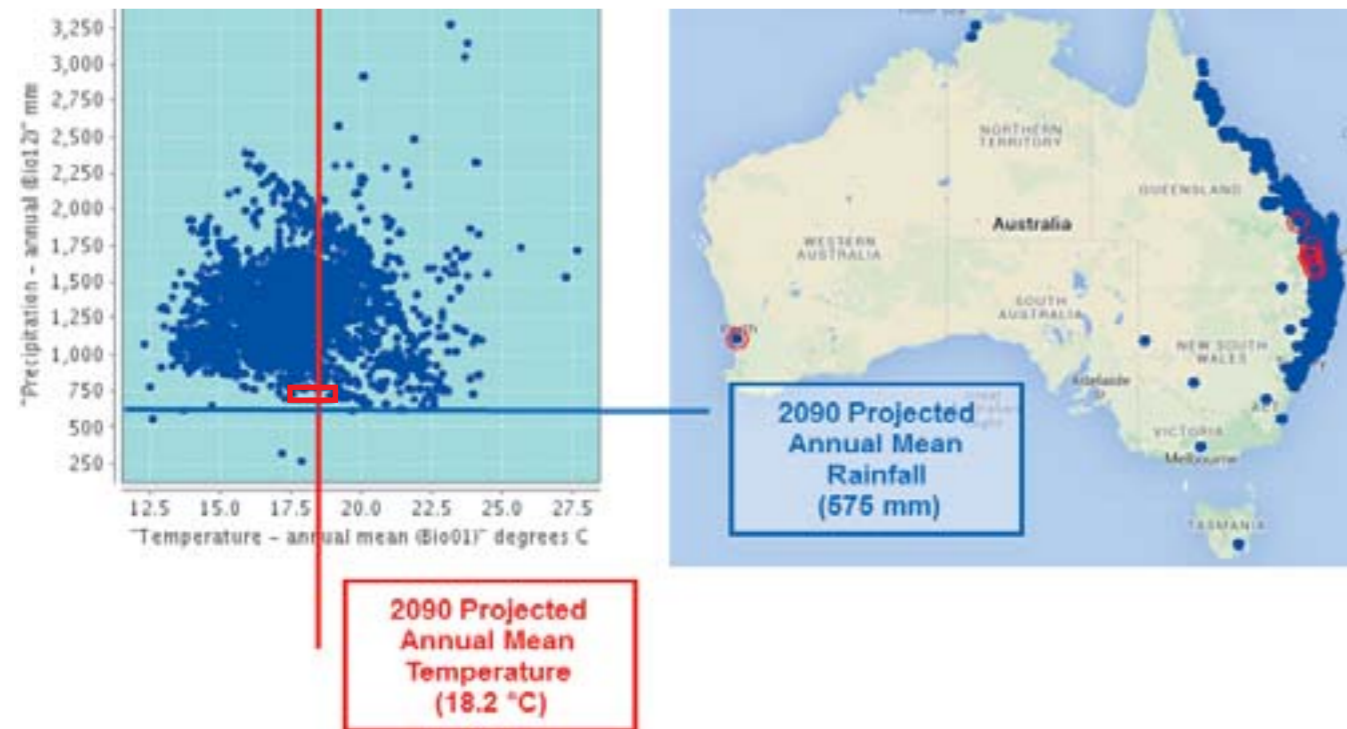 3,250
3,000
2,750
2,500
2,250
2,000
1,750
1,500
1,250
1,000
750
500
250
"Precipitation – annual (Bio12)" mm
12.5 15.0 17.5 20.0 22.5 25.0 27.5
"Temperature – annual mean (Bio01)" degrees C
2090 Projected
Annual Mean
Temperature
(18.2 °C)
NORTHERN
TERRITORY
QUEENSLAND
Australia
WESTERN
AUSTRALIA
SOUTH
AUSTRALIA
NEW SOUTH
WALES
Adelaide
VICTORIA
Melbourne
TASMANIA
2090 Projected
Annual Mean
Rainfall
(575 mm)